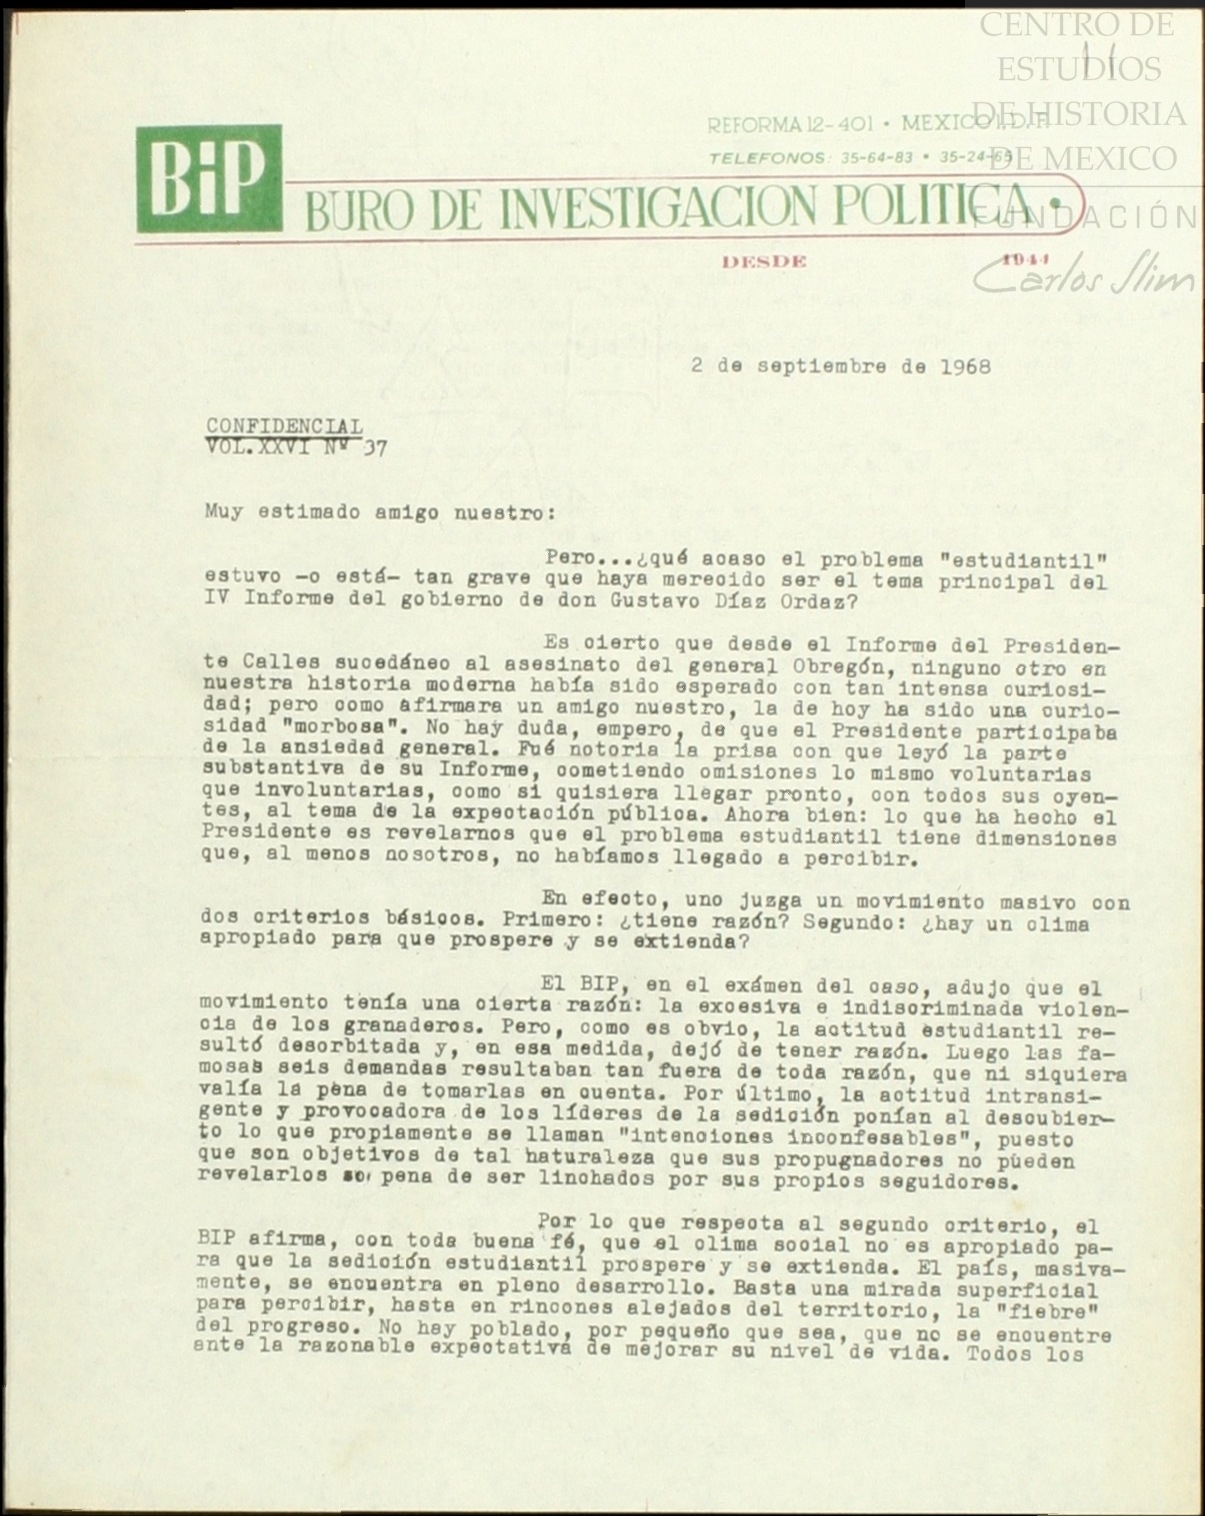 CENTRO DE
ESTUDIOS
DE HISTORIA
DE MEXICO
FUNDACIÓN
Carlos Slim
11
REFORMA 12-401 • MEXICO 1, D. F.
TELEFONOS: 35-64-83 • 35-24-65
BiP
BURO DE INVESTIGACION POLITICA •
DESDE 1944
2 de septiembre de 1968
CONFIDENCIAL
VOL. XXVI Nº 37
Muy estimado amigo nuestro:
Pero...¿qué acaso el problema "estudiantil"
estuvo -o está- tan grave que haya merecido ser el tema principal del
IV Informe del gobierno de don Gustavo Díaz Ordaz?
Es cierto que desde el Informe del Presiden-
te Calles sucedáneo al asesinato del general Obregón, ninguno otro en
nuestra historia moderna había sido esperado con tan intensa curiosi-
dad; pero como afirmara un amigo nuestro, la de hoy ha sido una curio-
sidad "morbosa". No hay duda, empero, de que el Presidente participaba
de la ansiedad general. Fué notoria la prisa con que leyó la parte
substantiva de su Informe, cometiendo omisiones lo mismo voluntarias
que involuntarias, como si quisiera llegar pronto, con todos sus oyen-
tes, al tema de la expectación pública. Ahora bien: lo que ha hecho el
Presidente es revelarnos que el problema estudiantil tiene dimensiones
que, al menos nosotros, no habíamos llegado a percibir.
En efecto, uno juzga un movimiento masivo con
dos criterios básicos. Primero: ¿tiene razón? Segundo: ¿hay un clima
apropiado para que prospere y se extienda?
El BIP, en el exámen del caso, adujo que el
movimiento tenía una cierta razón: la excesiva e indiscriminada violen-
cia de los granaderos. Pero, como es obvio, la actitud estudiantil re-
sultó desorbitada y, en esa medida, dejó de tener razón. Luego las fa-
mosas seis demandas resultaban tan fuera de toda razón, que ni siquiera
valía la pena de tomarlas en cuenta. Por último, la actitud intransi-
gente y provocadora de los líderes de la sedición ponían al descubier-
to lo que propiamente se llaman "intenciones inconfesables", puesto
que son objetivos de tal naturaleza que sus propugnadores no pueden
revelarlos so pena de ser linchados por sus propios seguidores.
Por lo que respecta al segundo criterio, el
BIP afirma, con toda buena fé, que el clima social no es apropiado pa-
ra que la sedición estudiantil prospere y se extienda. El país, masiva-
mente, se encuentra en pleno desarrollo. Basta una mirada superficial
para percibir, hasta en rincones alejados del territorio, la "fiebre"
del progreso. No hay poblado, por pequeño que sea, que no se encuentre
ante la razonable expectativa de mejorar su nivel de vida. Todos los